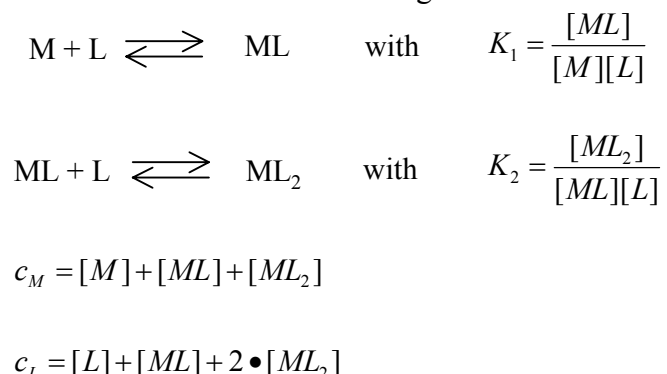 M + L ⇌ ML with K₁ = [ML] / [M][L]
ML + L ⇌ ML₂ with K₂ = [ML₂] / [ML][L]
c_M = [M] + [ML] + [ML₂]
c_L = [L] + [ML] + 2 • [ML₂]